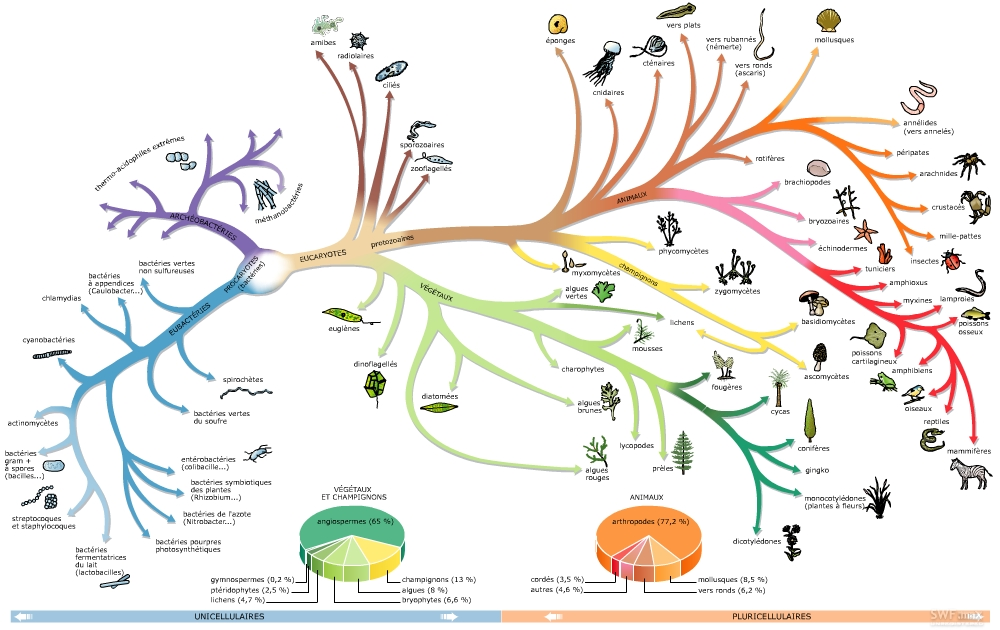 amibes
radiolaires
ciliés
sporozoaires
zooflagellés
éponges
cnidaires
cténaires
vers plats
vers rubannés
(némerte)
vers ronds
(ascaris)
mollusques
annélides
(vers annelés)
péripates
arachnides
crustacés
mille-pattes
insectes
rotifères
brachiopodes
bryozoaires
échinodermes
tuniciers
amphioxus
myxines
lamproies
poissons
osseux
poissons
cartilagineux
amphibiens
oiseaux
reptiles
mammifères
thermo-acidophiles extrêmes
méthanobactéries
ARCHÉOBACTÉRIES
PROCARYOTES
(bactéries)
EUCARYOTES
protozoaires
ANIMAUX
champignons
VÉGÉTAUX
EUBACTÉRIES
phycomycètes
myxomycètes
zygomycètes
basidiomycètes
ascomycètes
lichens
algues
vertes
mousses
charophytes
fougères
cycas
conifères
gingko
monocotylédones
(plantes à fleurs)
dicotylédones
euglènes
dinoflagellés
diatomées
algues
brunes
lycopodes
prêles
algues
rouges
bactéries vertes
non sulfureuses
bactéries
à appendices
(Caulobacter...)
chlamydias
cyanobactéries
spirochètes
bactéries vertes
du soufre
actinomycètes
bactéries
gram +
à spores
(bacilles...)
streptocoques
et staphylocoques
bactéries
fermentatrices
du lait
(lactobacilles)
entérobactéries
(colibacille...)
bactéries symbiotiques
des plantes
(Rhizobium...)
bactéries de l'azote
(Nitrobacter...)
bactéries pourpres
photosynthétiques
VÉGÉTAUX
ET CHAMPIGNONS
angiospermes (65 %)
gymnospermes (0,2 %)
ptéridophytes (2,5 %)
lichens (4,7 %)
champignons (13 %)
algues (8 %)
bryophytes (6,6 %)
ANIMAUX
arthropodes (77,2 %)
cordés (3,5 %)
autres (4,6 %)
mollusques (8,5 %)
vers ronds (6,2 %)
UNICELLULAIRES
PLURICELLULAIRES